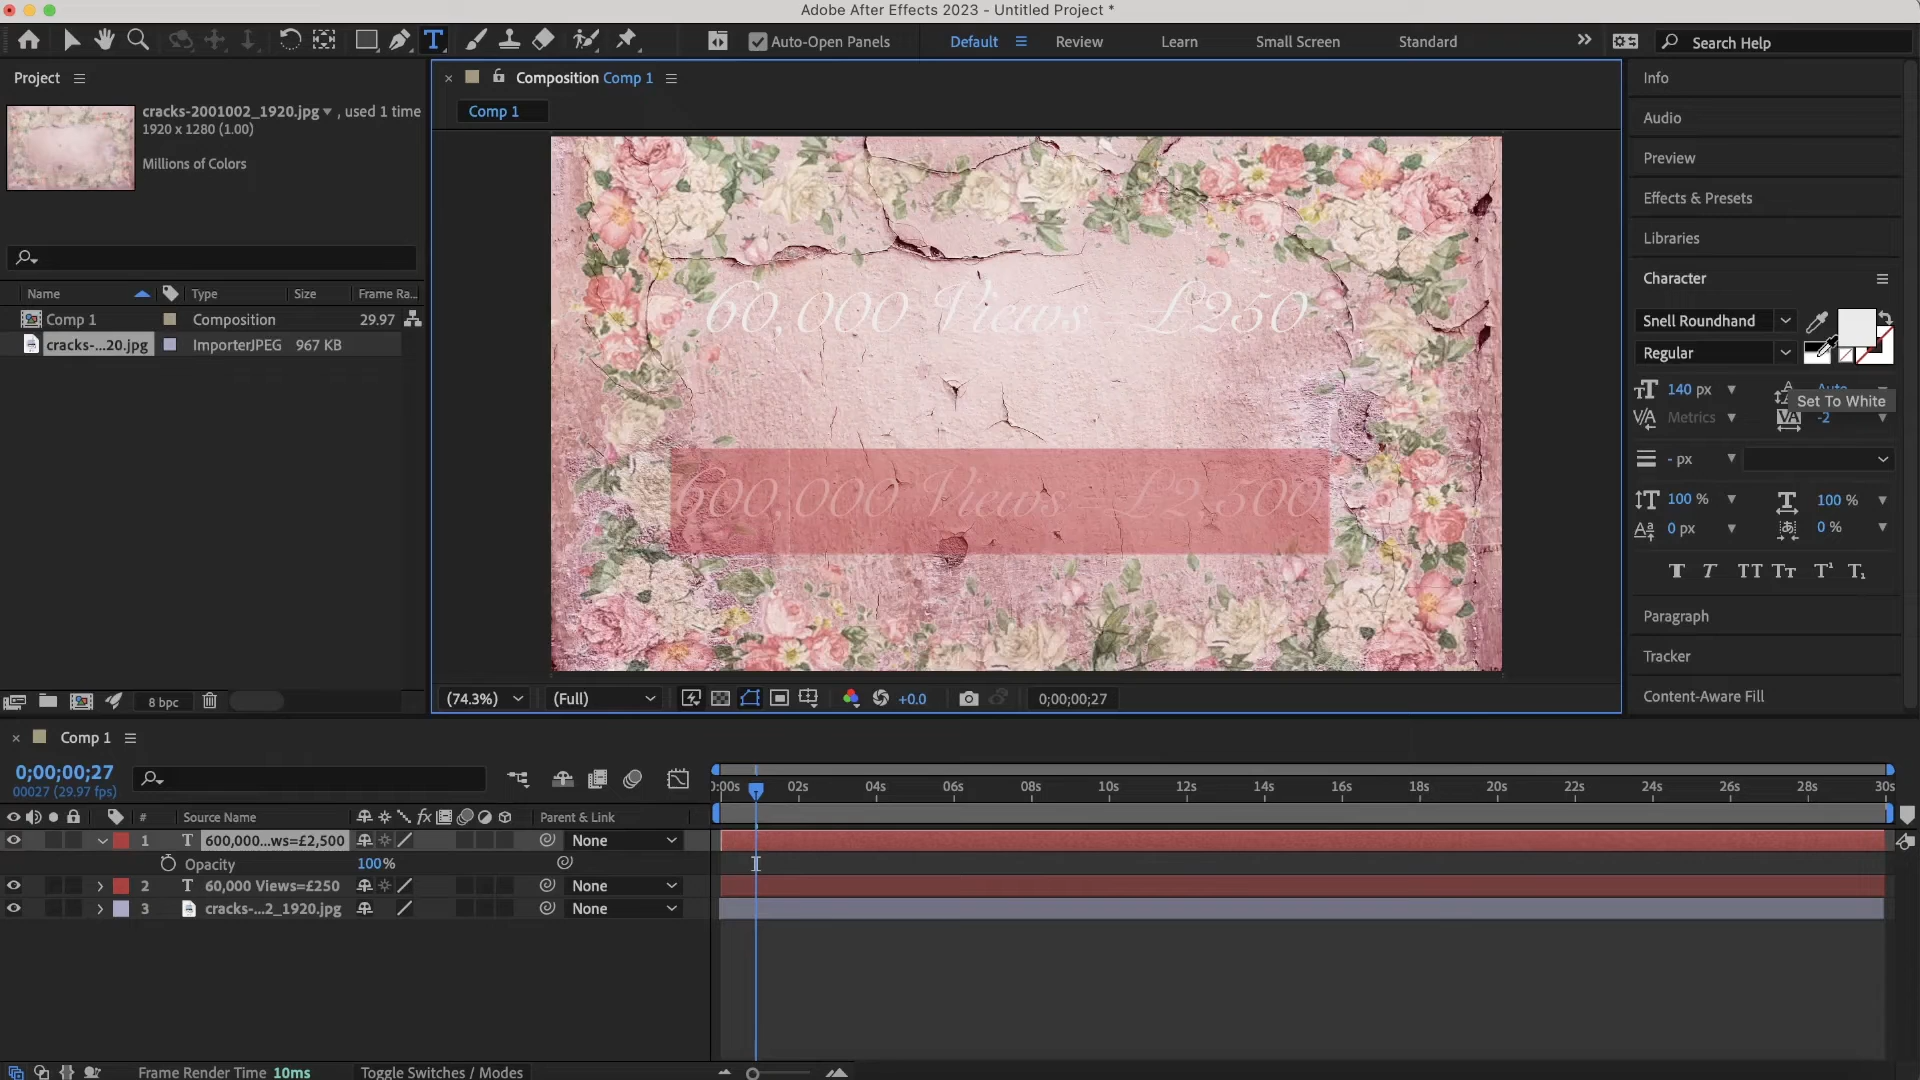 Adobe After Effects 2023 - Untitled Project *
Auto-Open Panels
Default
Review
Learn
Small Screen
Standard
Search Help
Project
cracks-2001002_1920.jpg , used 1 time
1920 x 1280 (1.00)
Millions of Colors
Name Type Size Frame Ra...
Comp 1 Composition 29.97
cracks-...20.jpg ImporterJPEG 967 KB
8 bpc
Composition Comp 1
Comp 1
60,000 Views £250
600,000 Views £2,500
(74.3%) (Full) +0.0 0;00;00;27
Info
Audio
Preview
Effects & Presets
Libraries
Character
Snell Roundhand
Regular
140 px Auto
Set To White
Metrics -2
- px
100 % 100 %
0 px 0 %
Paragraph
Tracker
Content-Aware Fill
Comp 1
0;00;00;27
00027 (29.97 fps)
0:00s 02s 04s 06s 08s 10s 12s 14s 16s 18s 20s 22s 24s 26s 28s 30s
# Source Name Parent & Link
1 T 600,000...ws=£2,500 None
Opacity 100%
2 T 60,000 Views=£250 None
3 cracks-...2_1920.jpg None
Frame Render Time 10ms Toggle Switches / Modes